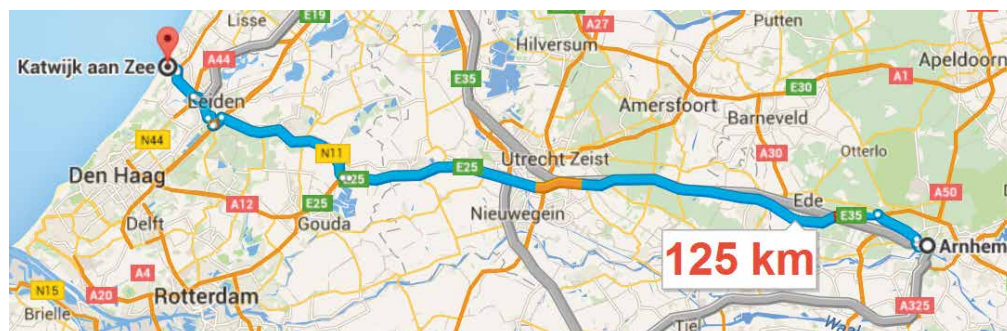 Lisse
E19
A27
Putten
Hilversum
Katwijk aan Zee
A44
E35
A1
Apeldoorn
E30
Leiden
Amersfoort
Barneveld
N44
N11
Utrecht Zeist
A30
Otterlo
Den Haag
E25
E25
A12
E25
Ede
A50
Delft
Gouda
Nieuwegein
E35
Arnhem
125 km
A4
N15
A20
Rotterdam
A325
Brielle
Tiel
Waal